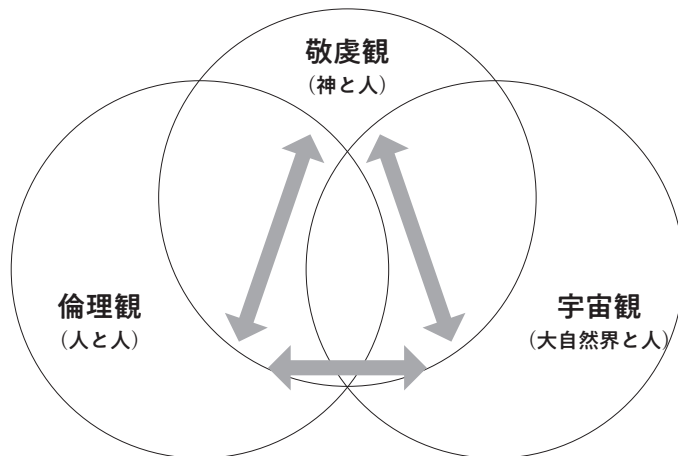 敬虔観
（神と人）
倫理観
（人と人）
宇宙観
（大自然界と人）